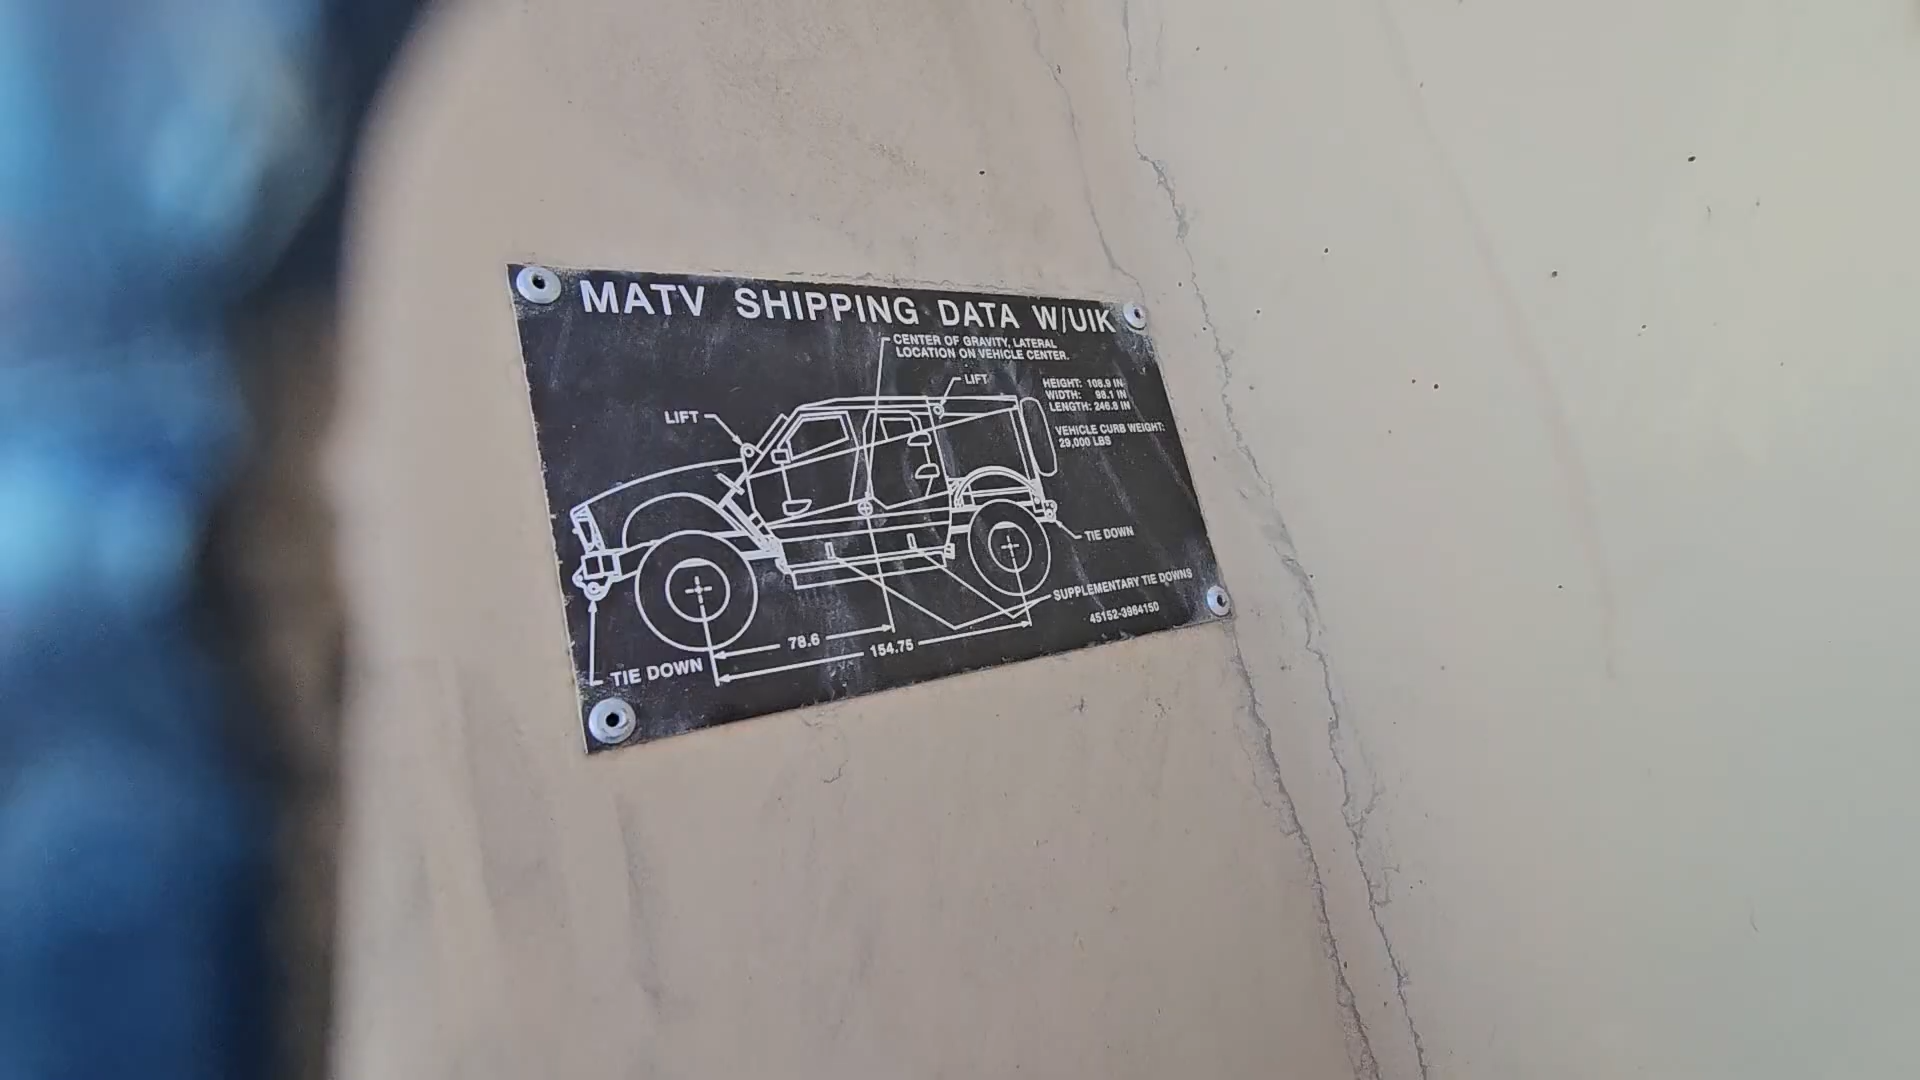 MATV SHIPPING DATA W/UIK
CENTER OF GRAVITY, LATERAL
LOCATION ON VEHICLE CENTER.
LIFT
HEIGHT: 108.9 IN
WIDTH: 98.1 IN
LENGTH: 246.8 IN
LIFT
VEHICLE CURB WEIGHT:
29,000 LBS
TIE DOWN
SUPPLEMENTARY TIE DOWNS
45152-3984150
78.6
154.75
TIE DOWN